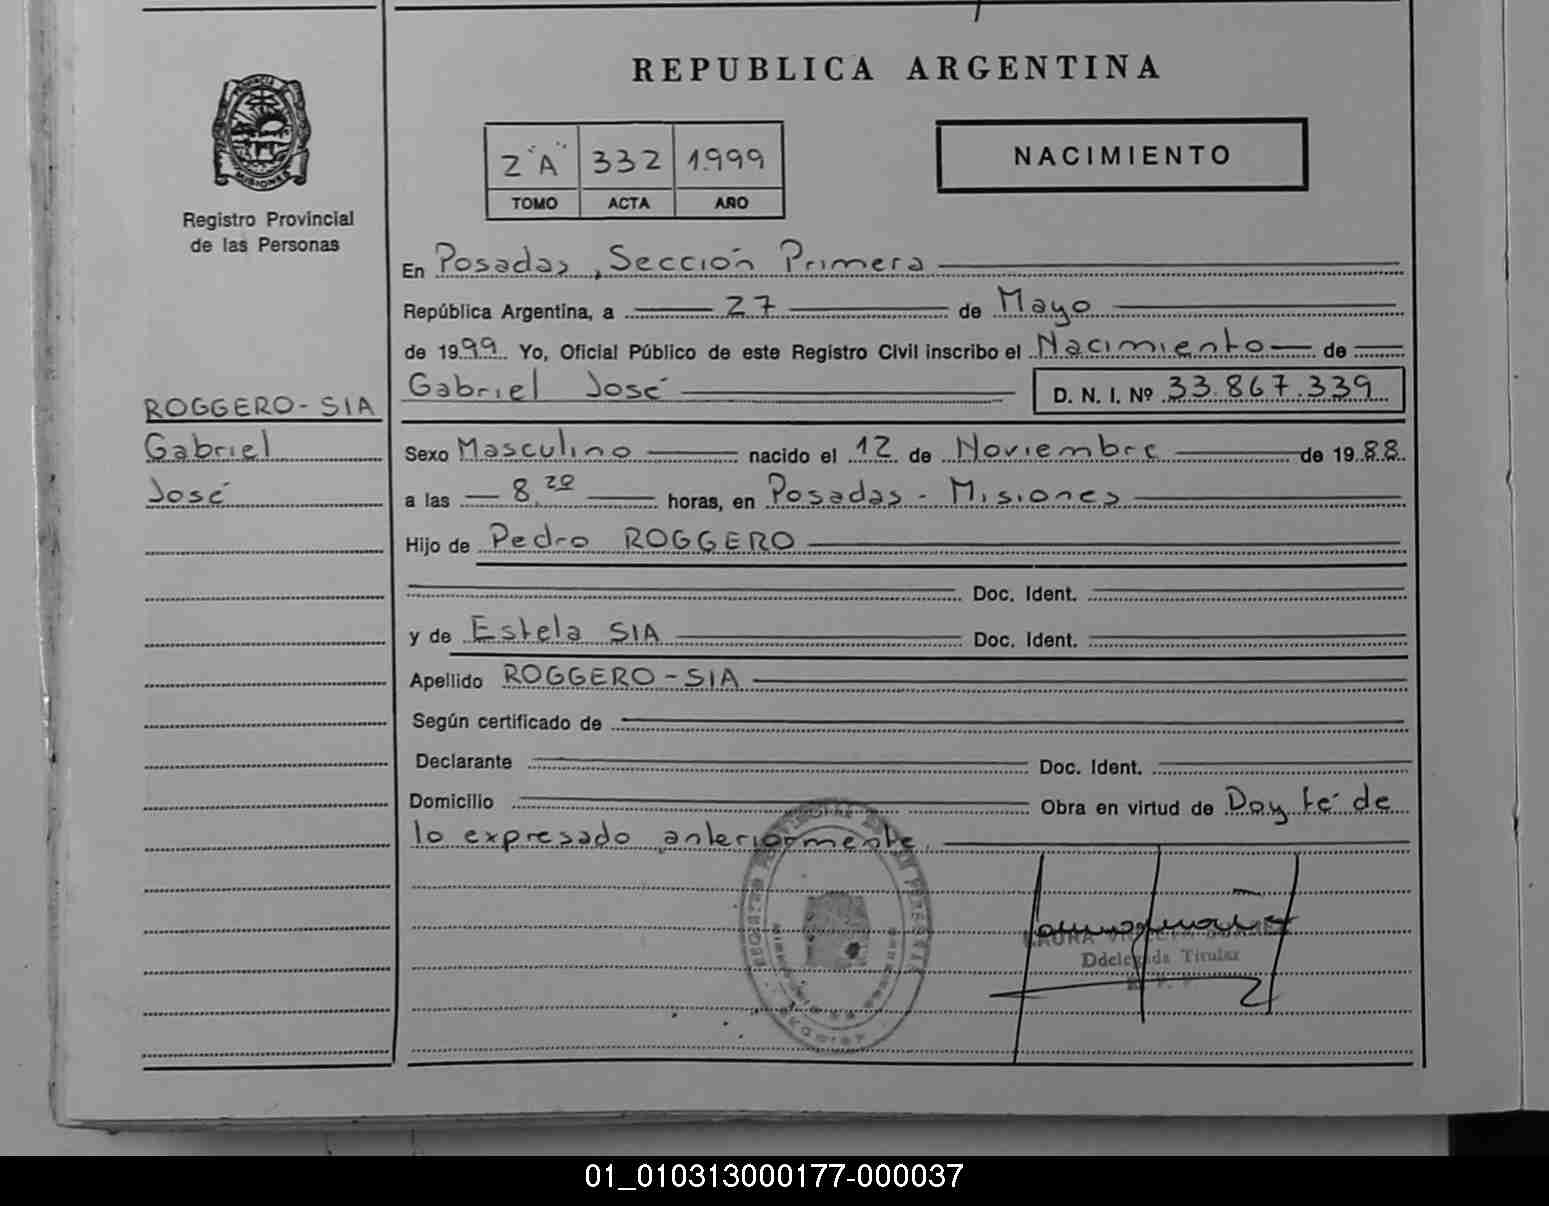 REPUBLICA ARGENTINA
2 "A" 332 1999
TOMO ACTA AÑO
NACIMIENTO
Registro Provincial
de las Personas
En Posadas, Sección Primera
República Argentina, a 27 de Mayo
de 1999 Yo, Oficial Público de este Registro Civil inscribo el Nacimiento de
Gabriel José D. N. I. Nº 33.867.339
ROGGERO-SIA
Gabriel
José
Sexo Masculino nacido el 12 de Noviembre de 1988
a las 8,20 horas, en Posadas - Misiones
Hijo de Pedro ROGGERO
Doc. Ident.
y de Estela SIA Doc. Ident.
Apellido ROGGERO-SIA
Según certificado de
Declarante Doc. Ident.
Domicilio Obra en virtud de Doy fé de
lo expresado anteriormente.
LAURA
Ddelegada Titular
01_010313000177-000037